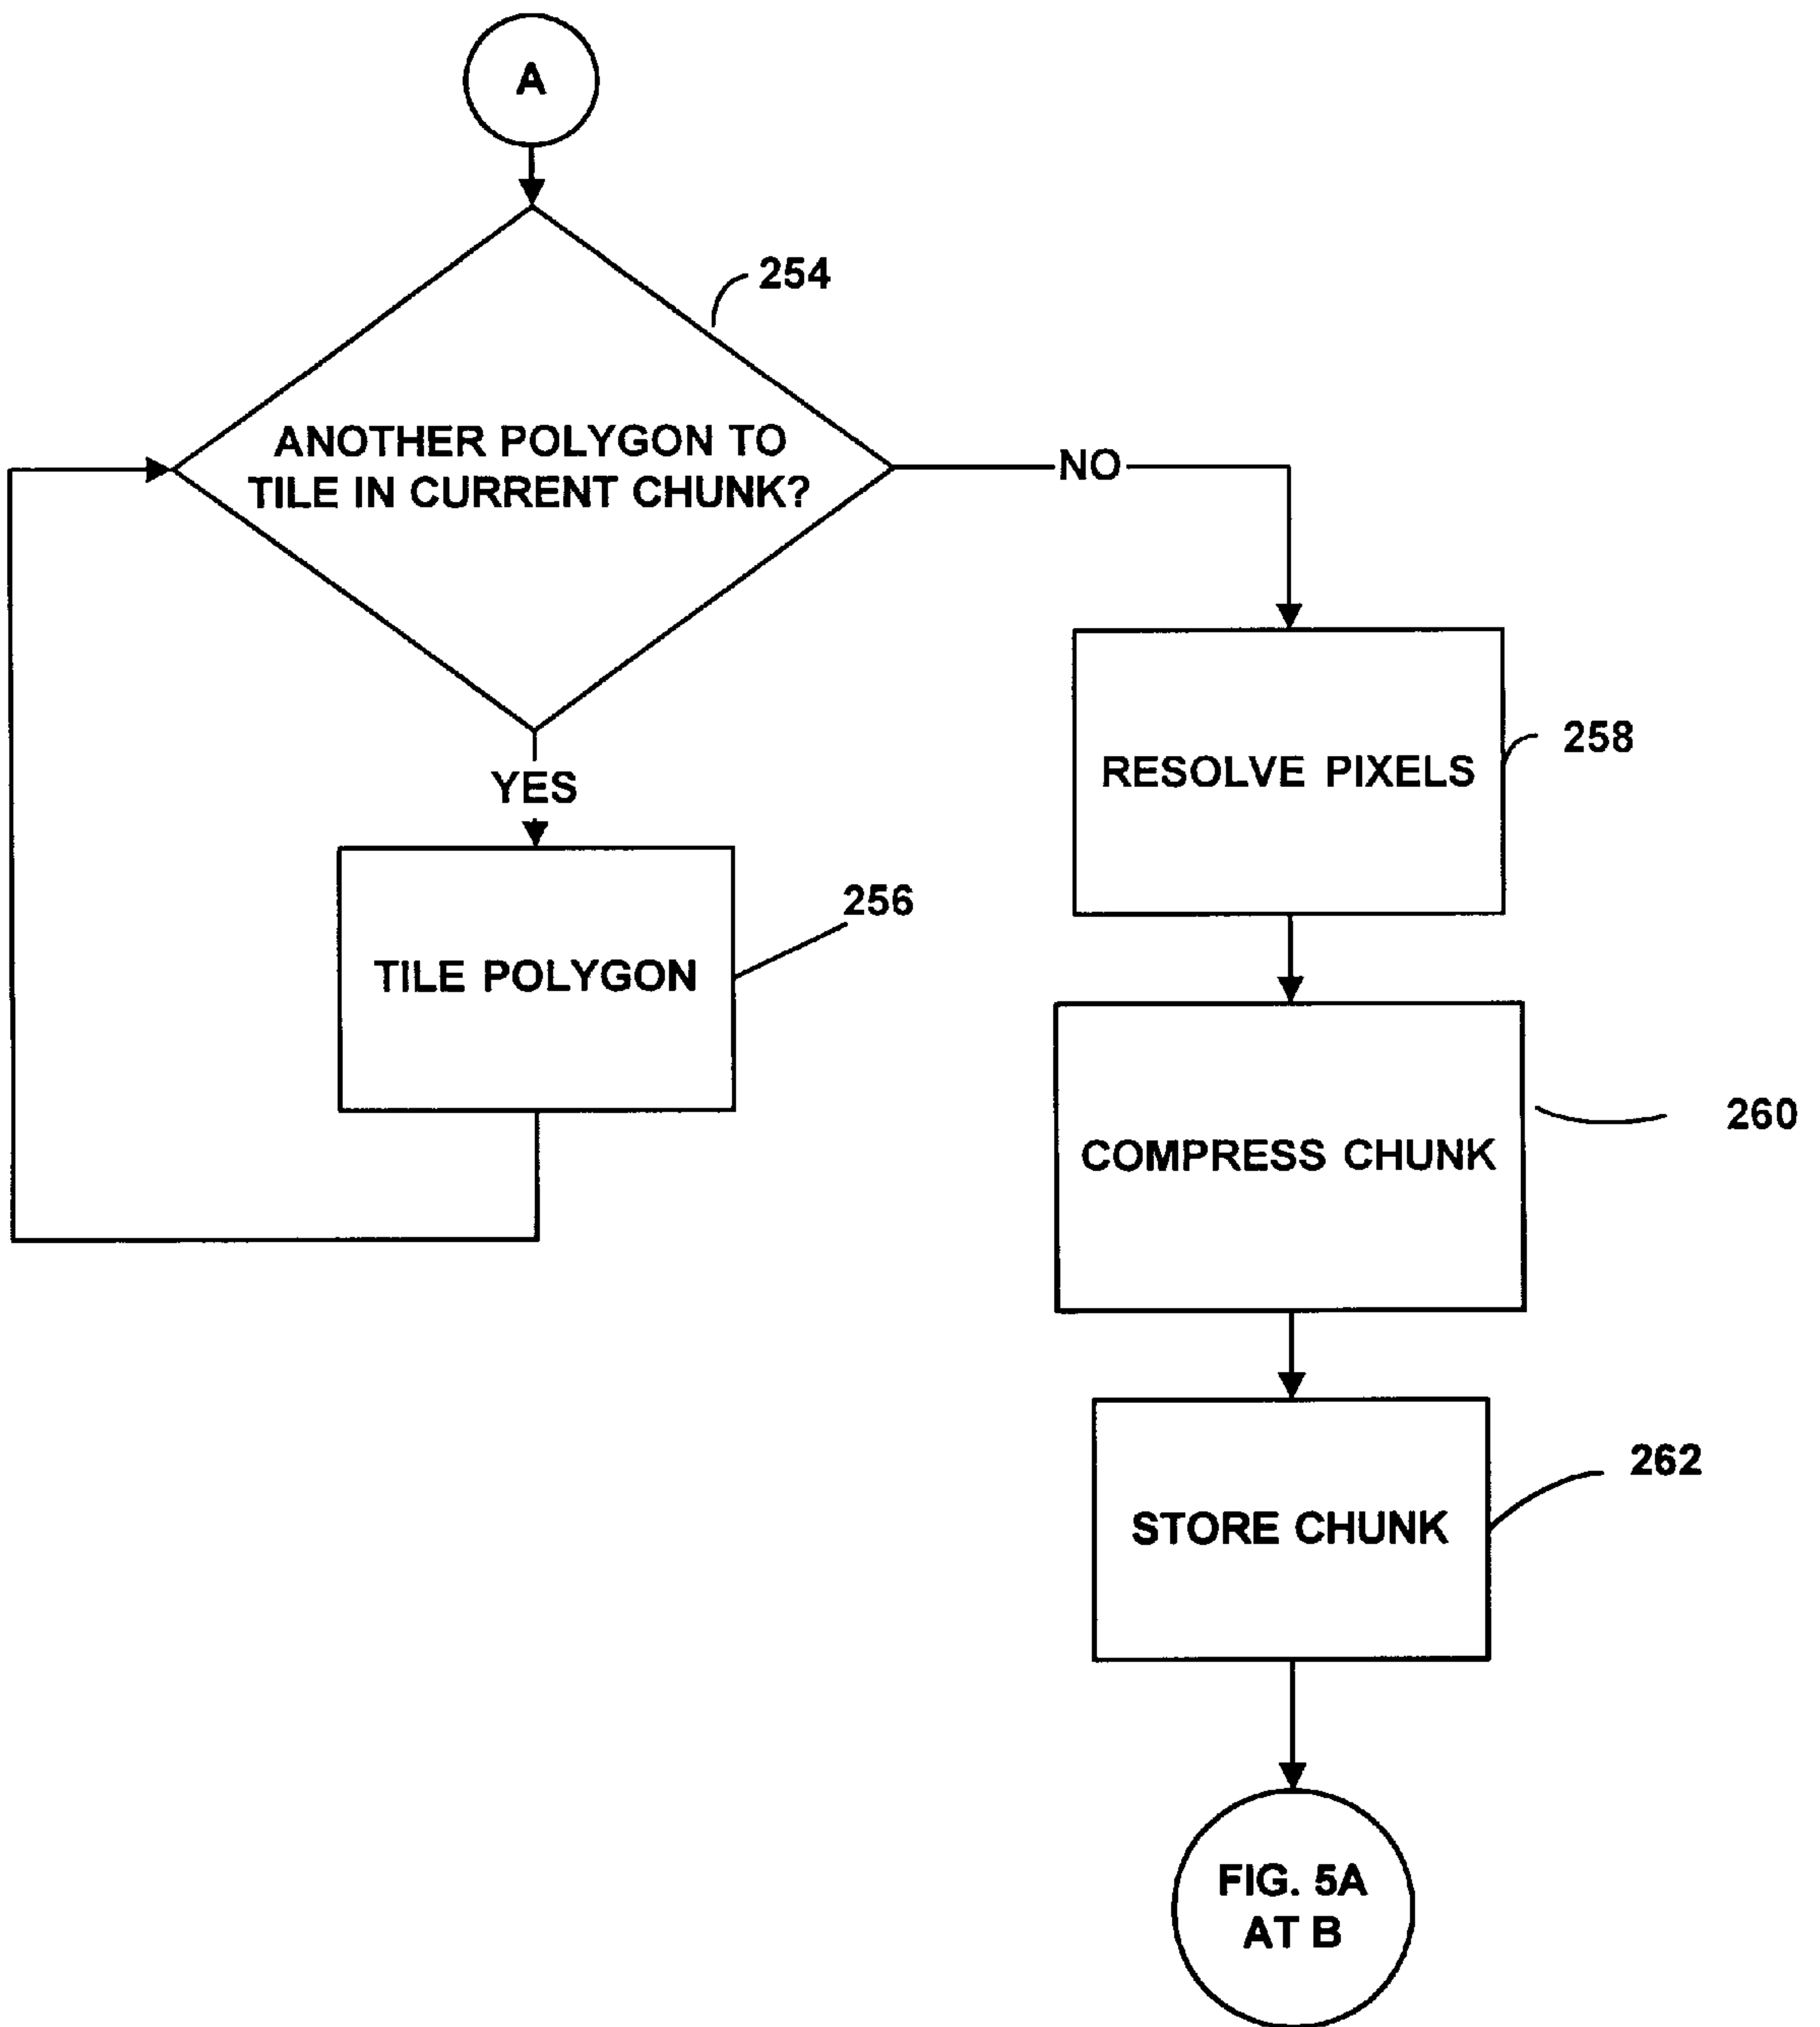 A
254
ANOTHER POLYGON TO
TILE IN CURRENT CHUNK?
NO
YES
258
RESOLVE PIXELS
256
TILE POLYGON
260
COMPRESS CHUNK
262
STORE CHUNK
FIG. 5A
AT B